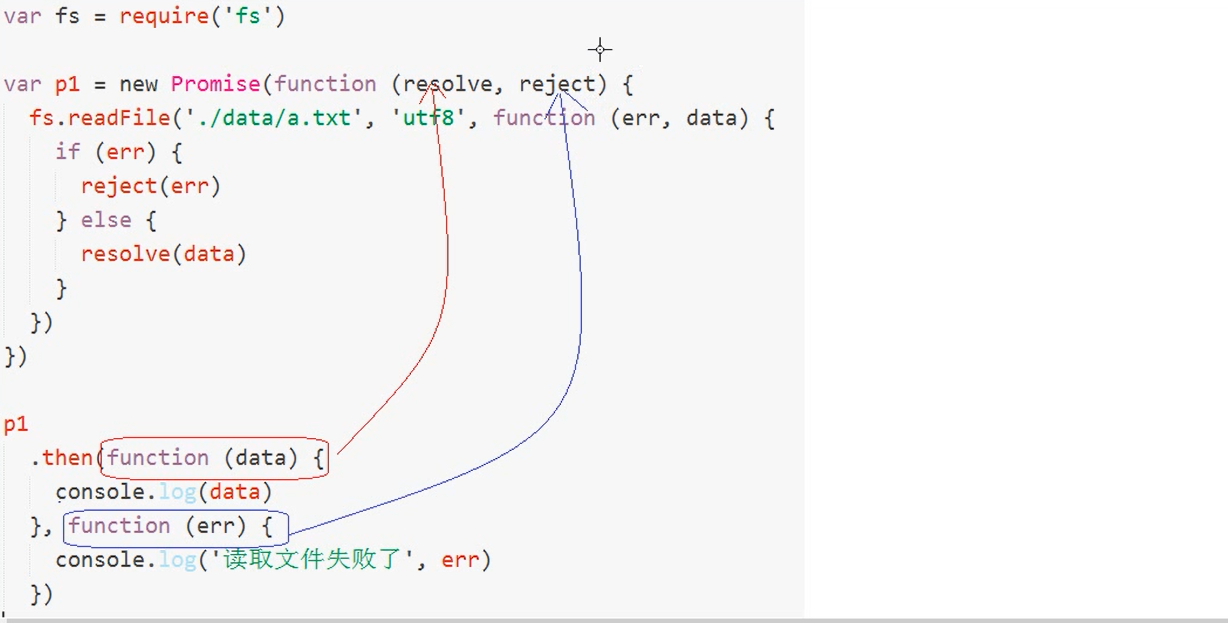 var fs = require('fs')
var p1 = new Promise(function (resolve, reject) {
fs.readFile('./data/a.txt', 'utf8', function (err, data) {
if (err) {
reject(err)
} else {
resolve(data)
}
})
})
p1
.then(function (data) {
console.log(data)
}, function (err) {
console.log('读取文件失败了', err)
})